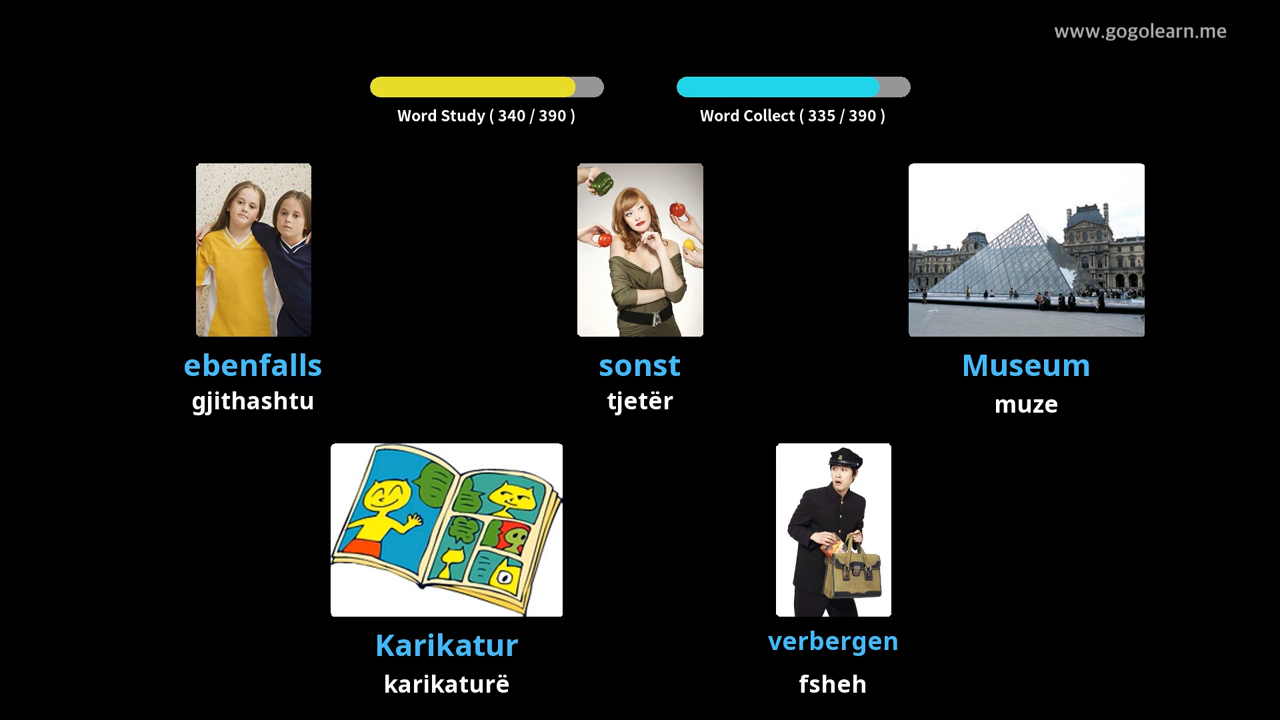 www.gogolearn.me
Word Study ( 340 / 390 )
Word Collect ( 335 / 390 )
ebenfalls
gjithashtu
sonst
tjetër
Museum
muze
Karikatur
karikaturë
verbergen
fsheh